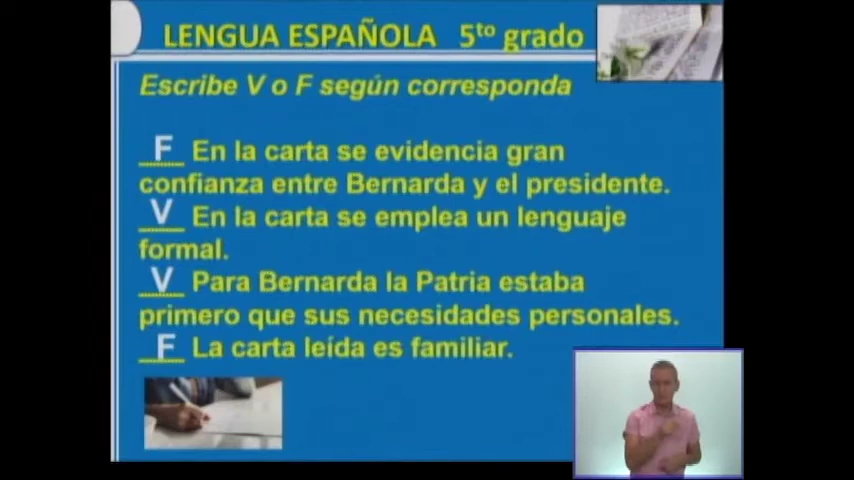 LENGUA ESPAÑOLA 5to grado
Escribe V o F según corresponda
F En la carta se evidencia gran
confianza entre Bernarda y el presidente.
V En la carta se emplea un lenguaje
formal.
V Para Bernarda la Patria estaba
primero que sus necesidades personales.
F La carta leída es familiar.